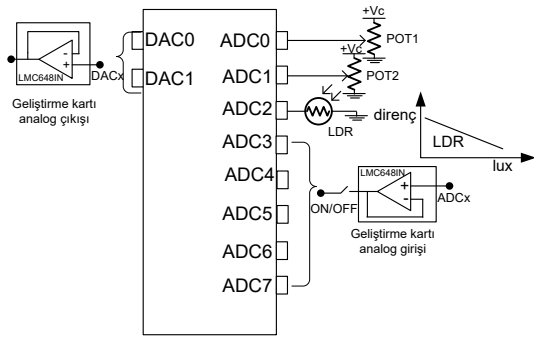 DAC0
DAC1
LMC648IN
DACx
Geliştirme kartı
analog çıkışı
ADC0
ADC1
ADC2
ADC3
ADC4
ADC5
ADC6
ADC7
+Vc
POT1
+Vc
POT2
LDR
direnç
LDR
lux
LMC648IN
ADCx
ON/OFF
Geliştirme kartı
analog girişi